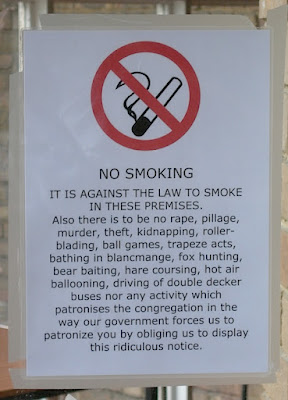 NO SMOKING
IT IS AGAINST THE LAW TO SMOKE
IN THESE PREMISES.
Also there is to be no rape, pillage,
murder, theft, kidnapping, roller-
blading, ball games, trapeze acts,
bathing in blancmange, fox hunting,
bear baiting, hare coursing, hot air
ballooning, driving of double decker
buses nor any activity which
patronises the congregation in the
way our government forces us to
patronize you by obliging us to display
this ridiculous notice.